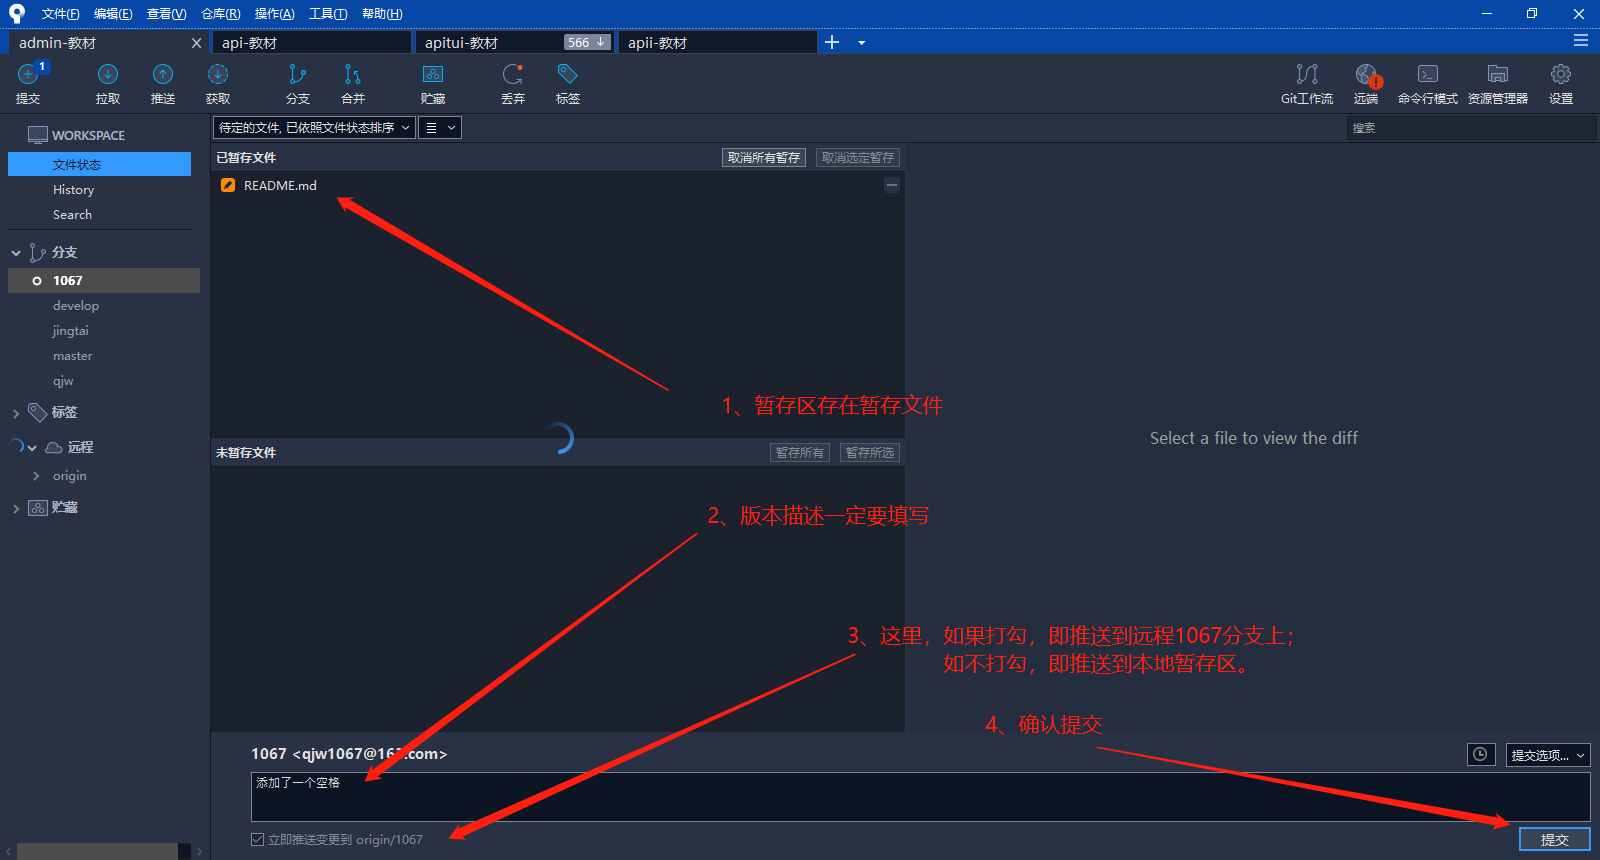 文件(F) 编辑(E) 查看(V) 仓库(R) 操作(A) 工具(T) 帮助(H)
admin-教材 api-教材 apitui-教材 566 apii-教材
1
提交 拉取 推送 获取 分支 合并 贮藏 丢弃 标签 Git工作流 远端 命令行模式 资源管理器 设置
WORKSPACE
文件状态
History
Search
分支
1067
develop
jingtai
master
qjw
标签
远程
origin
贮藏
待定的文件, 已依照文件状态排序
搜索
已暂存文件 取消所有暂存 取消选定暂存
README.md
1、暂存区存在暂存文件
Select a file to view the diff
未暂存文件 暂存所有 暂存所选
2、版本描述一定要填写
3、这里，如果打勾，即推送到远程1067分支上；
如不打勾，即推送到本地暂存区。
4、确认提交
1067 <qjw1067@163.com>
提交选项...
添加了一个空格
立即推送变更到 origin/1067
提交